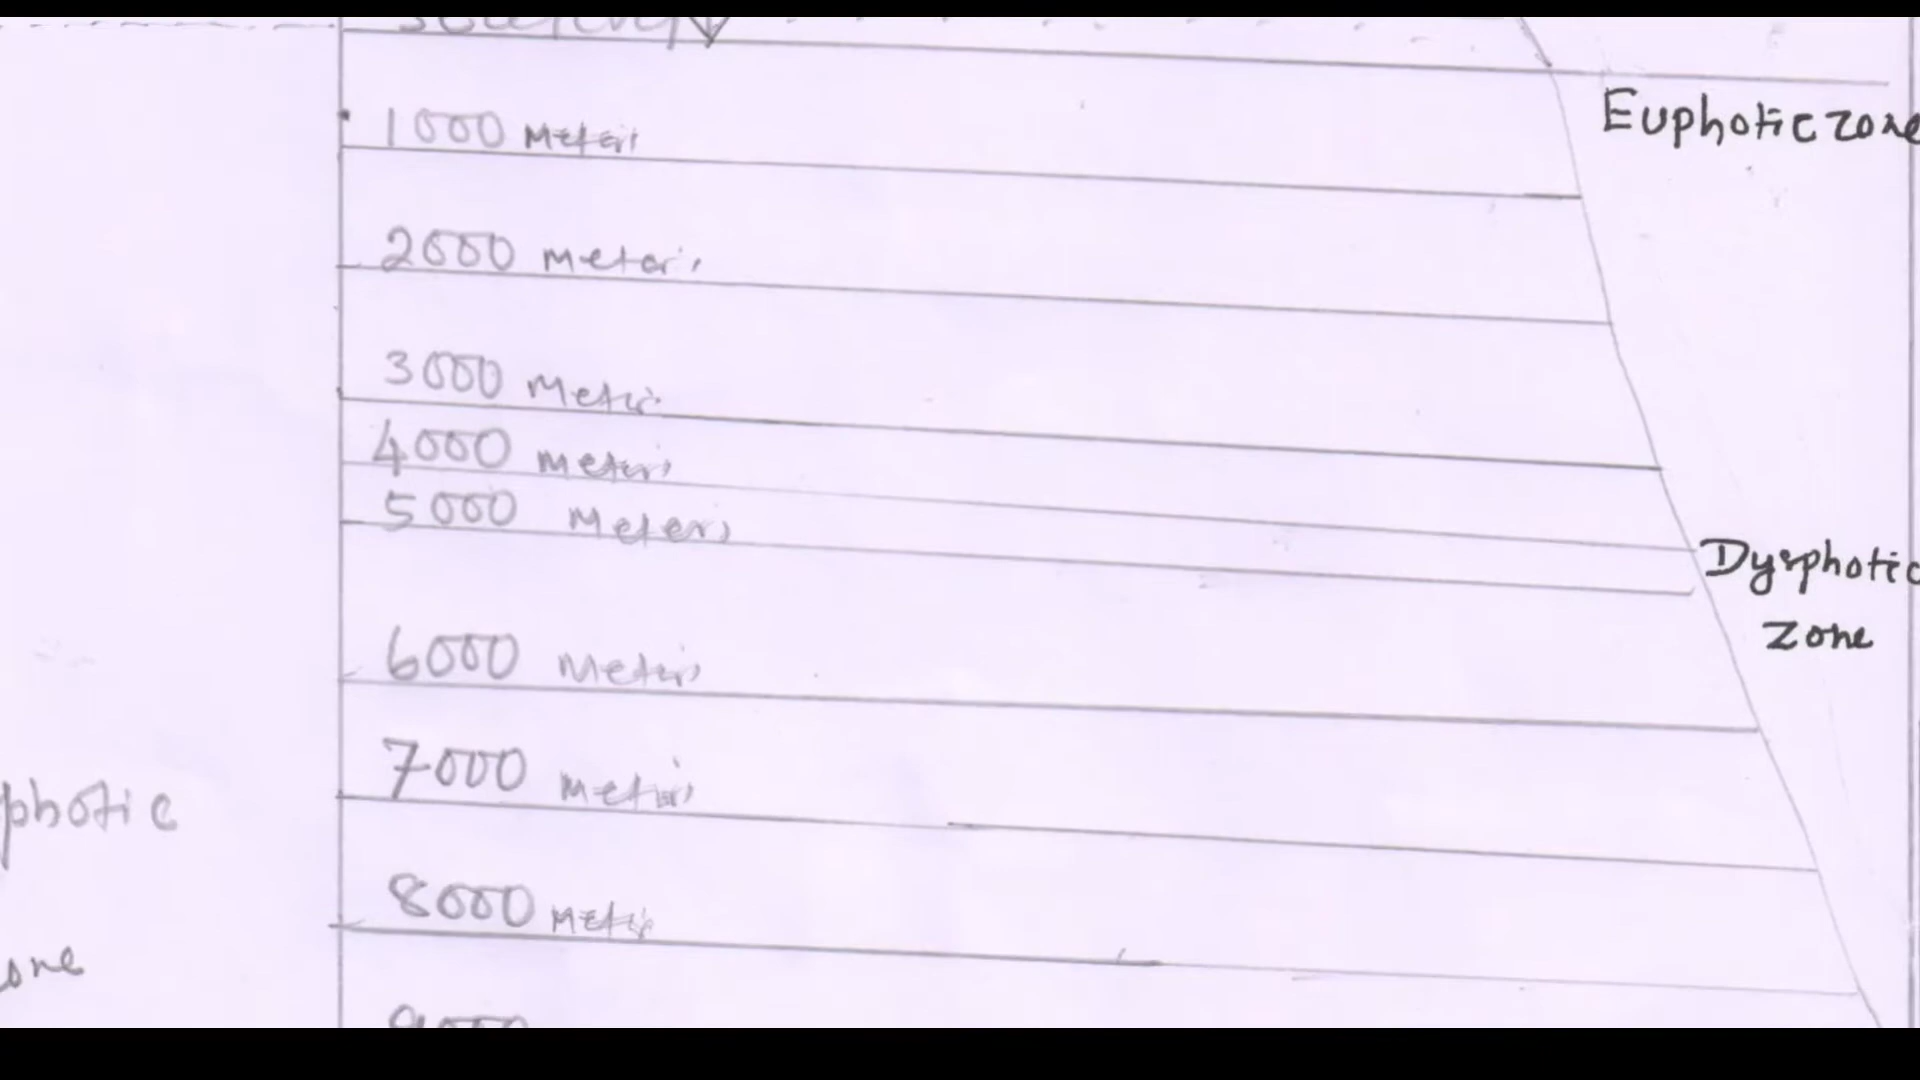 1000 Meters
Euphotic zone
2000 meters
3000 Meters
4000 meters
5000 Meters
Dysphotic
zone
6000 Meters
7000 meters
photic
8000 Meters
one
9000